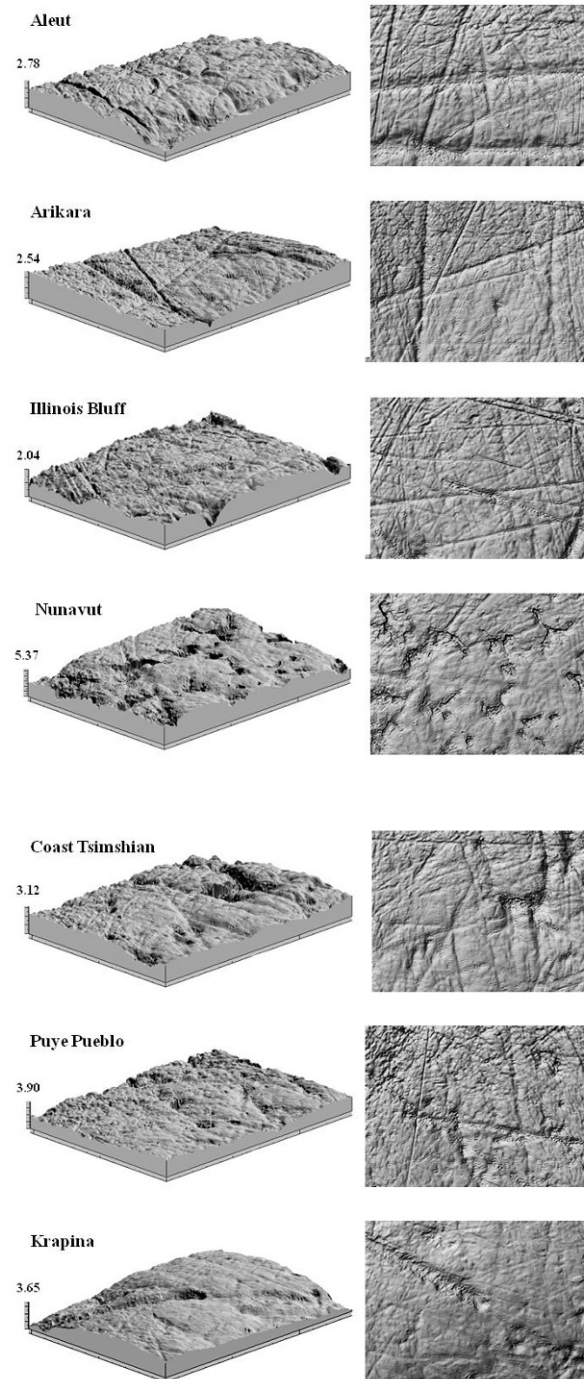 Aleut
2.78
Arikara
2.54
Illinois Bluff
2.04
Nunavut
5.37
Coast Tsimshian
3.12
Puye Pueblo
3.90
Krapina
3.65